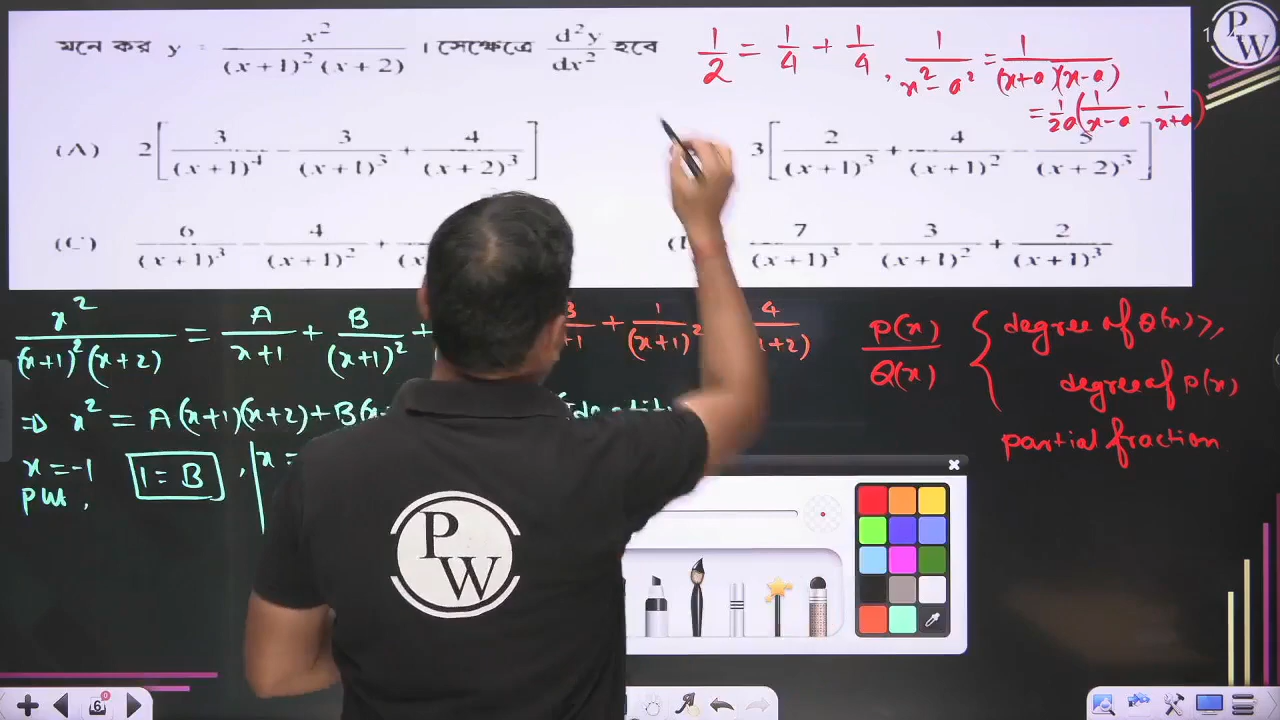 মনে কর y = x² / (x+1)² (x+2) । সেক্ষেত্রে d²y / dx² হবে
(A) 2[ 3 / (x+1)⁴ − 3 / (x+1)³ + 4 / (x+2)³ ]
3[ 2 / (x+1)³ + 4 / (x+1)² − 5 / (x+2)³ ]
(C) 6 / (x+1)³ − 4 / (x+1)² +
7 / (x+1)³ − 3 / (x+1)² + 2 / (x+1)³
1/2 = 1/4 + 1/4 , 1 / x² − a² = 1 / (x+a)(x−a)
= 1/2a ( 1/x−a − 1/x+a )
x² / (x+1)² (x+2) = A / x+1 + B / (x+1)² +
+ 1 / (x+1)² 4
⇒ x² = A(x+1)(x+2) + B(x
x = −1
put, 1 = B , x =
P(x) / Q(x) { degree of Q(x) ≥,
degree of P(x)
partial fraction
PW
PW
6